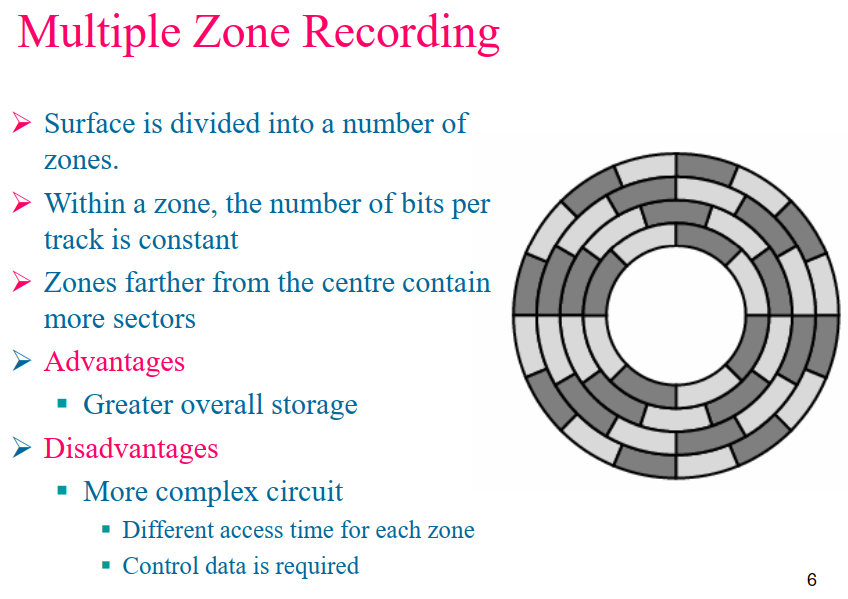 Multiple Zone Recording
Surface is divided into a number of
zones.
Within a zone, the number of bits per
track is constant
Zones farther from the centre contain
more sectors
Advantages
Greater overall storage
Disadvantages
More complex circuit
Different access time for each zone
Control data is required
6